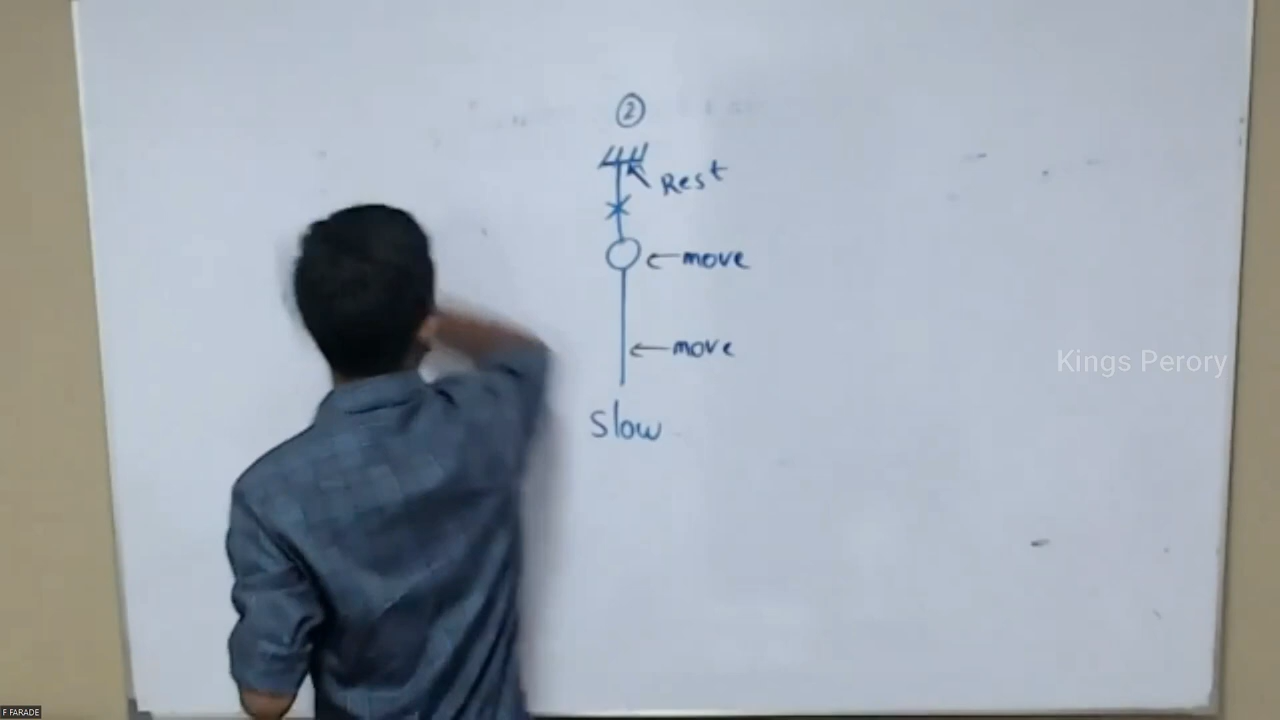 ②
Rest
move
move
Slow
Kings Perory
F FARADE